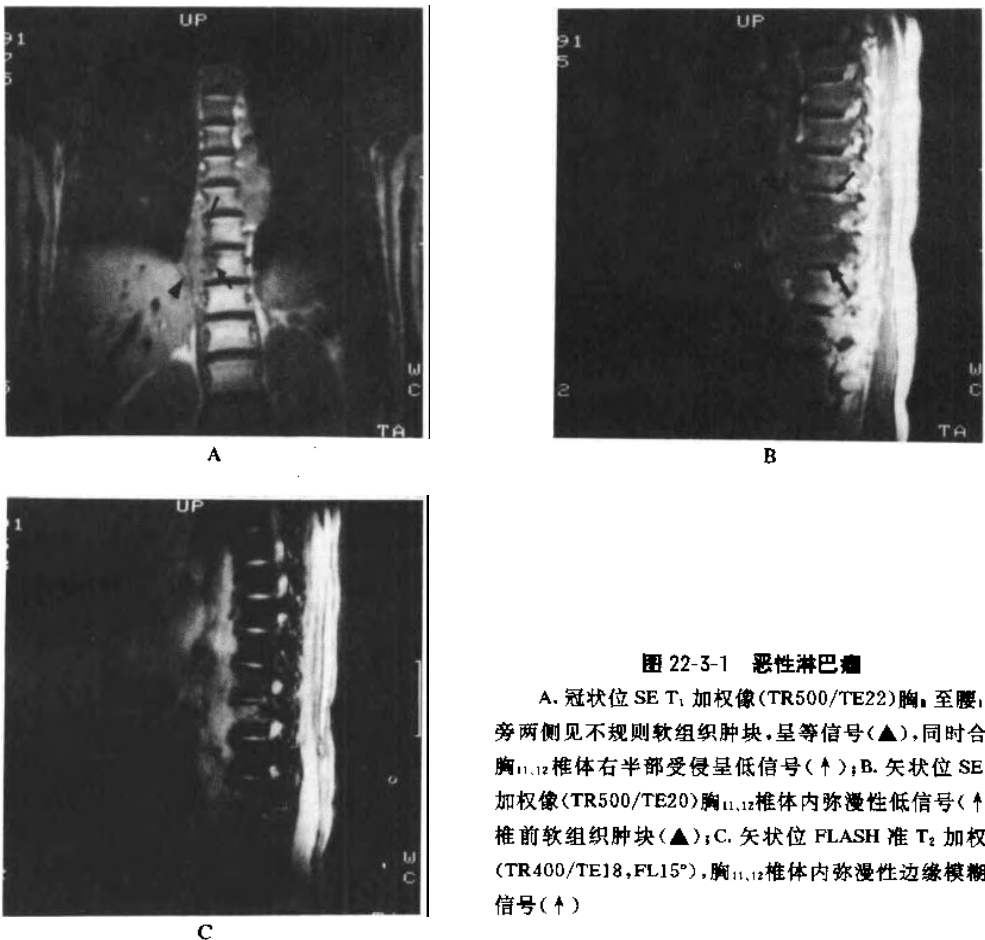 UP
91
5
W
C
TA
A
UP
91
5
2
W
C
TA
B
UP
91
W
C
C
图 22-3-1 恶性淋巴瘤
A. 冠状位 SE T₁ 加权像(TR500/TE22)胸 至腰₁
旁两侧见不规则软组织肿块,呈等信号(▲),同时合
胸₁₁,₁₂椎体右半部受侵呈低信号(↑);B. 矢状位 SE
加权像(TR500/TE20)胸₁₁,₁₂椎体内弥漫性低信号(↑
椎前软组织肿块(▲);C. 矢状位 FLASH 准 T₂ 加权
(TR400/TE18,FL15°),胸₁₁,₁₂椎体内弥漫性边缘模糊
信号(↑)